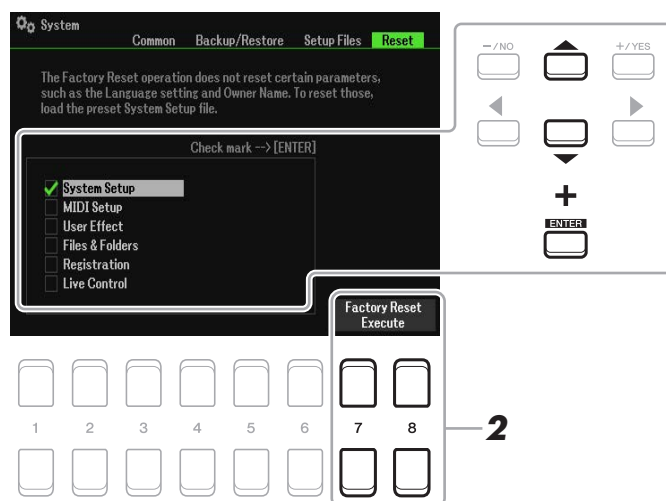 System
Common Backup/Restore Setup Files Reset
The Factory Reset operation does not reset certain parameters,
such as the Language setting and Owner Name. To reset those,
load the preset System Setup file.
Check mark --> [ENTER]
System Setup
MIDI Setup
User Effect
Files & Folders
Registration
Live Control
Factory Reset
Execute
−/NO +/YES
+
ENTER
1 2 3 4 5 6 7 8
2